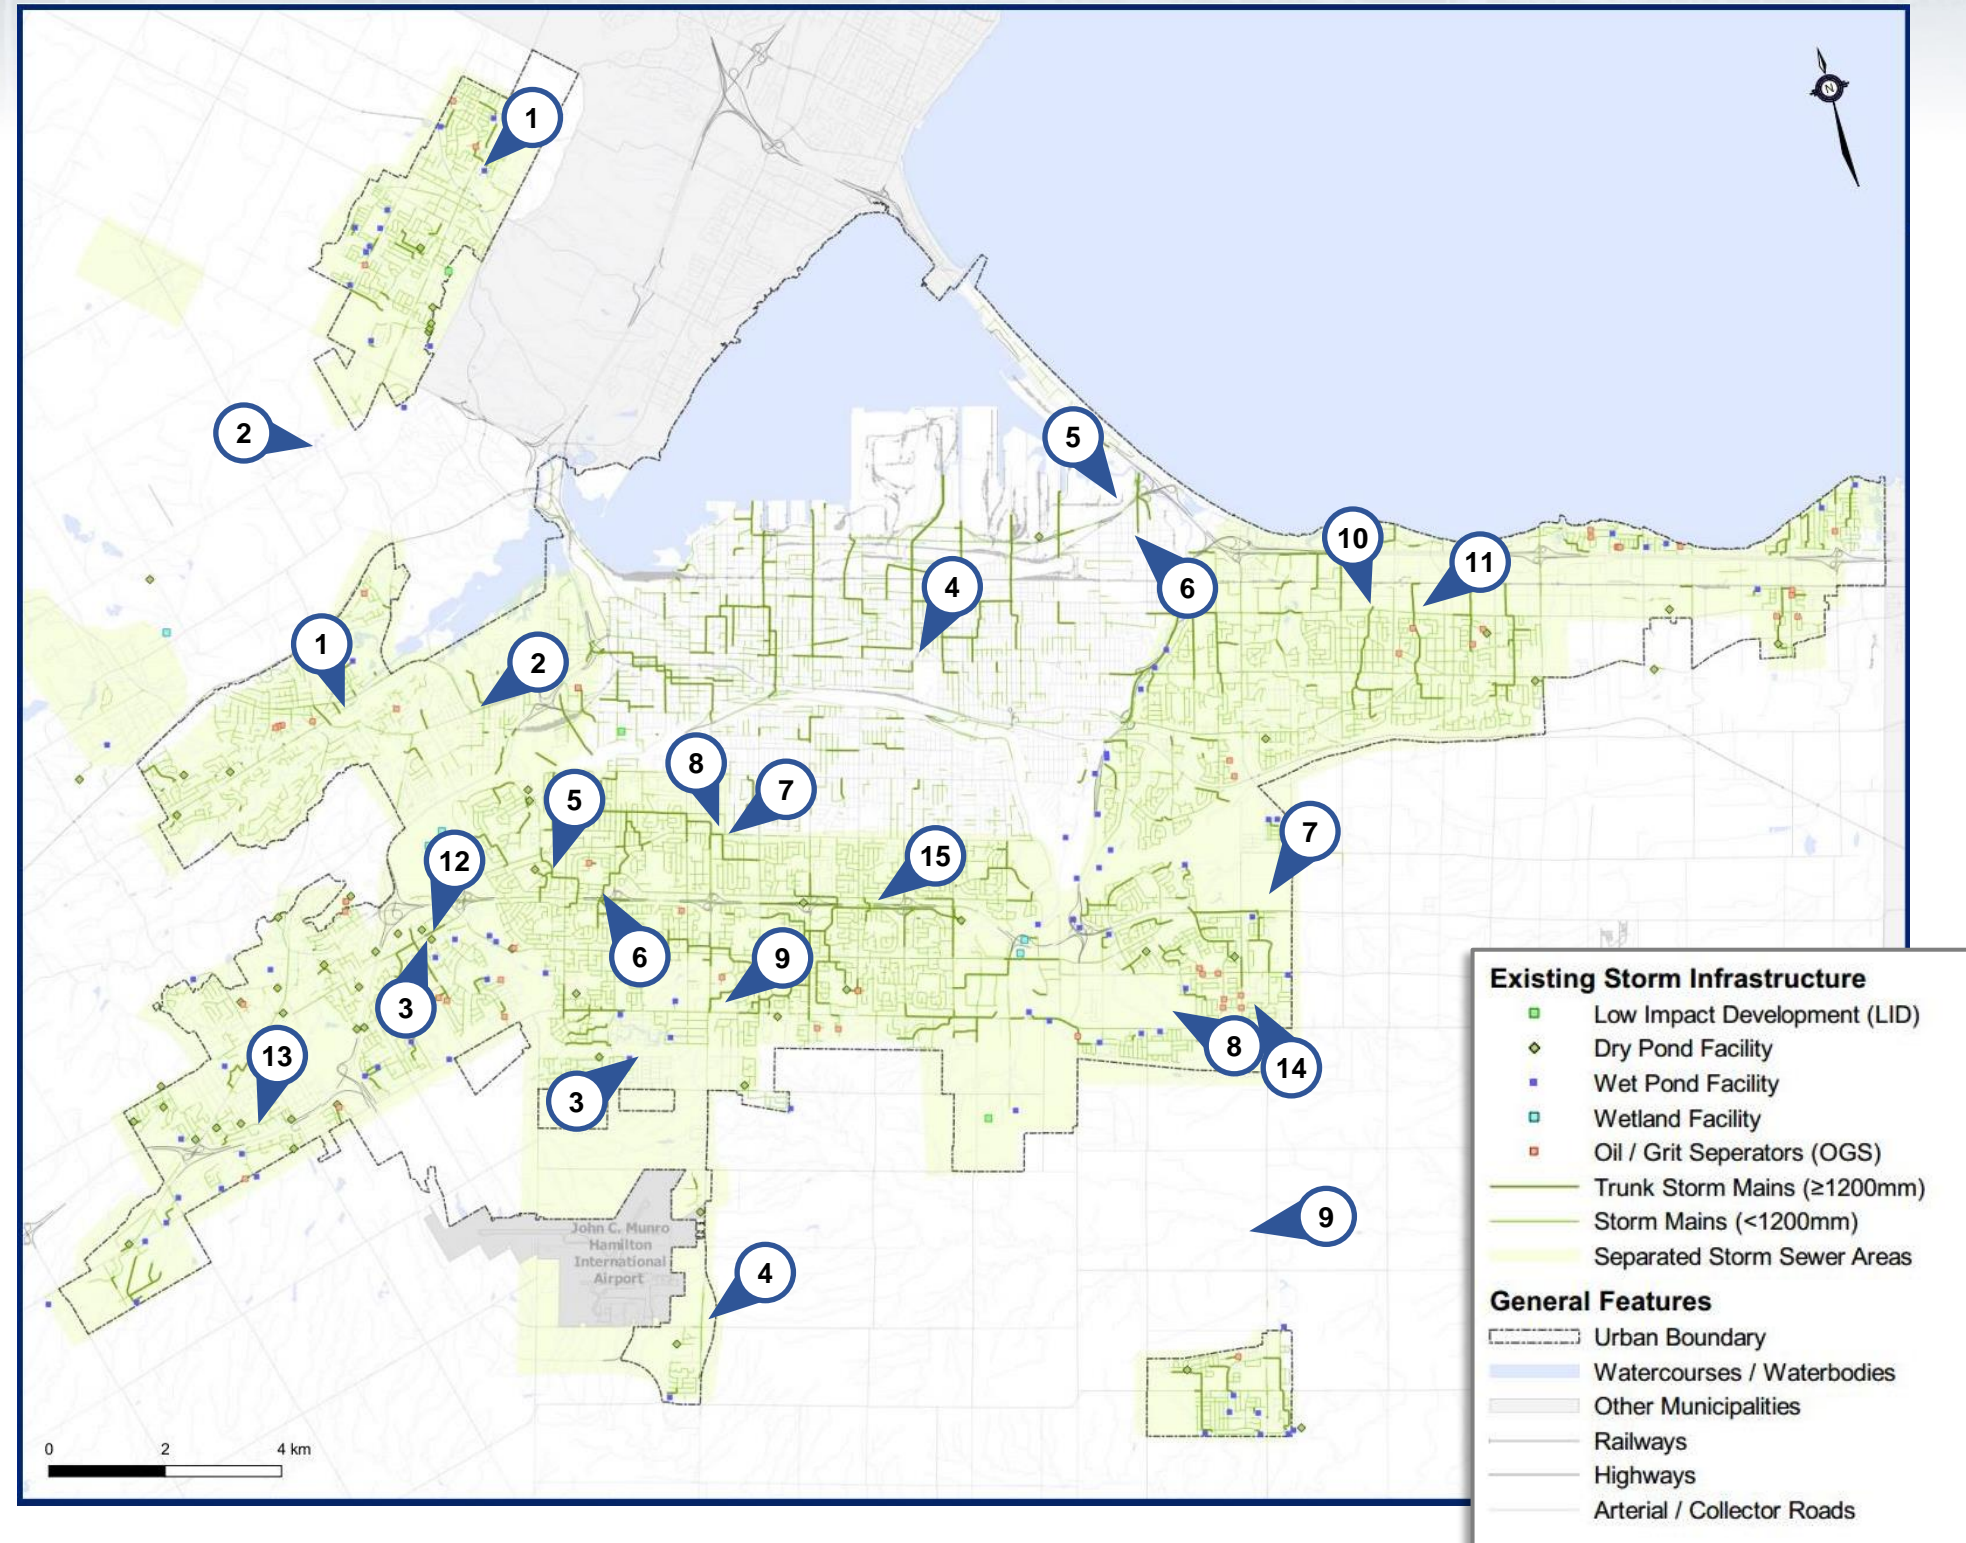 N
1
2
5
10
11
4
6
1
2
8
7
5
7
12
15
6
9
3
8
14
13
3
9
4
John C. Munro
Hamilton
International
Airport
0 2 4 km
Existing Storm Infrastructure
Low Impact Development (LID)
Dry Pond Facility
Wet Pond Facility
Wetland Facility
Oil / Grit Seperators (OGS)
Trunk Storm Mains (≥1200mm)
Storm Mains (<1200mm)
Separated Storm Sewer Areas
General Features
Urban Boundary
Watercourses / Waterbodies
Other Municipalities
Railways
Highways
Arterial / Collector Roads